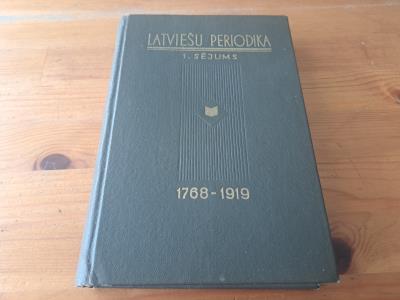 LATVIEŠU PERIODIKA
1. SĒJUMS
1768-1919